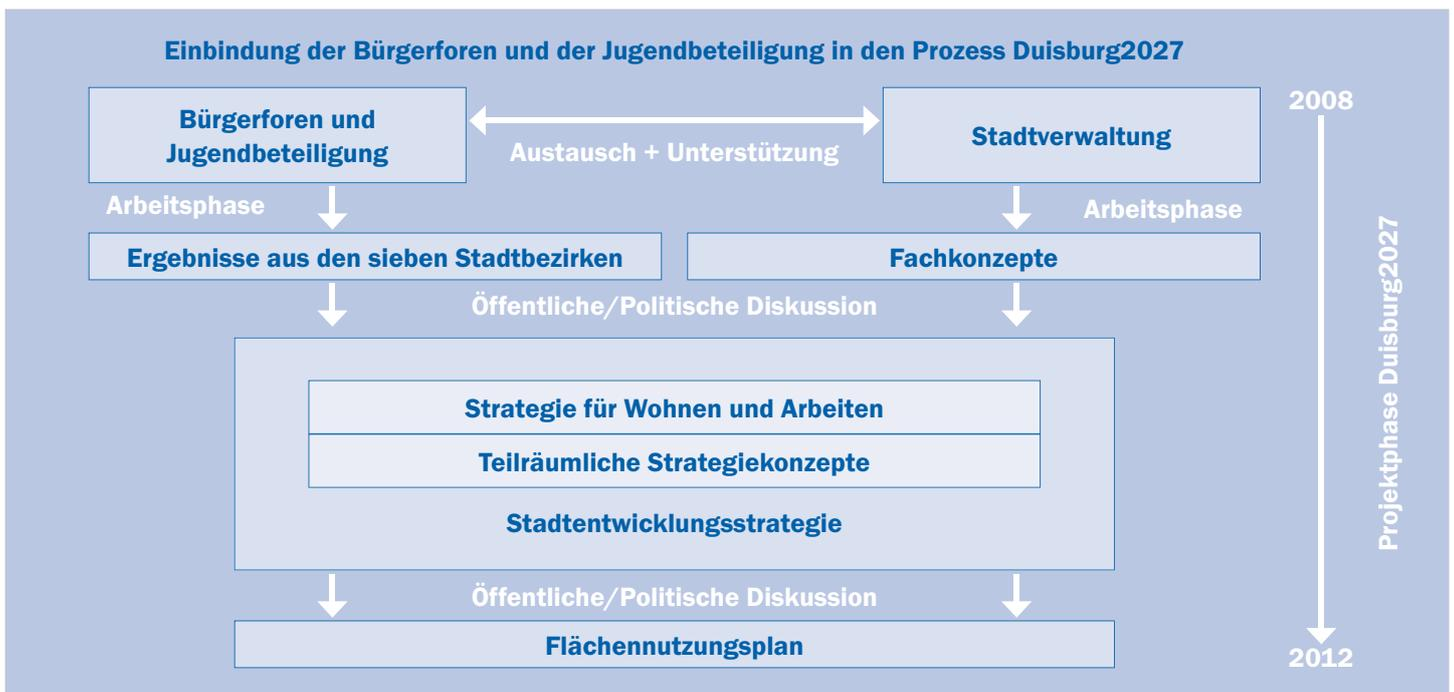 Einbindung der Bürgerforen und der Jugendbeteiligung in den Prozess Duisburg2027
Bürgerforen und
Jugendbeteiligung
Austausch + Unterstützung
Stadtverwaltung
2008
Arbeitsphase
Arbeitsphase
Ergebnisse aus den sieben Stadtbezirken
Fachkonzepte
Öffentliche/Politische Diskussion
Strategie für Wohnen und Arbeiten
Teilräumliche Strategiekonzepte
Stadtentwicklungsstrategie
Öffentliche/Politische Diskussion
Flächennutzungsplan
Projektphase Duisburg2027
2012